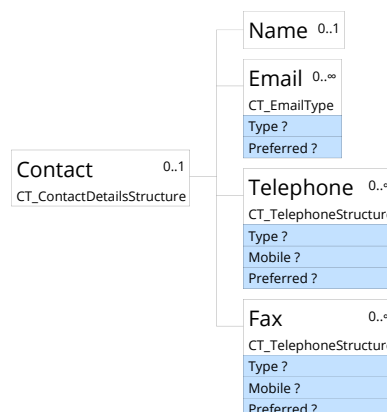 Name 0..1
Email 0..∞
CT_EmailType
Type ?
Preferred ?
Contact 0..1
CT_ContactDetailsStructure
Telephone 0..
CT_TelephoneStructure
Type ?
Mobile ?
Preferred ?
Fax 0..
CT_TelephoneStructure
Type ?
Mobile ?
Preferred ?